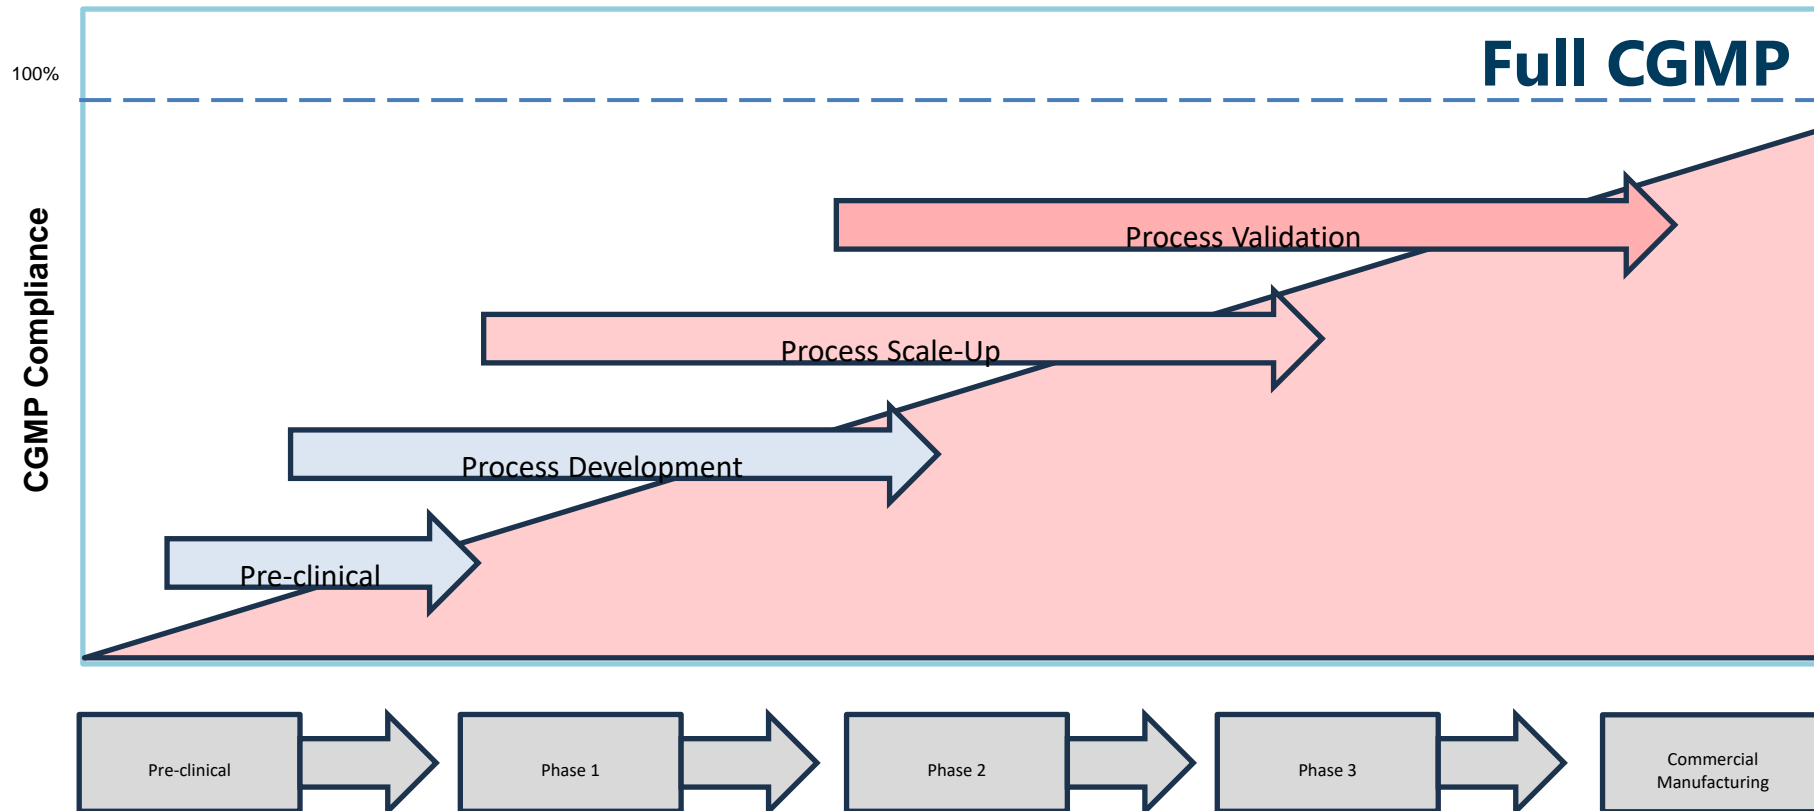 Full CGMP
100%
CGMP Compliance
Process Validation
Process Scale-Up
Process Development
Pre-clinical
Pre-clinical
Phase 1
Phase 2
Phase 3
Commercial
Manufacturing